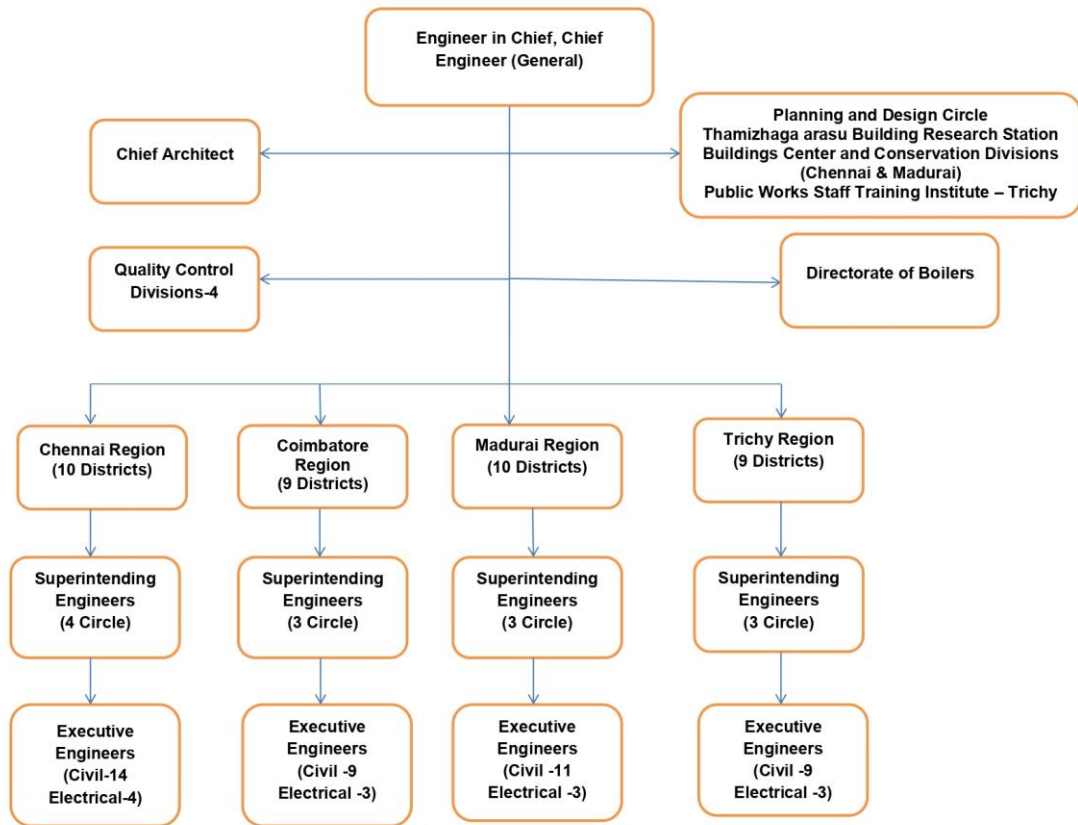 Engineer in Chief, Chief
Engineer (General)
Chief Architect
Planning and Design Circle
Thamizhaga arasu Building Research Station
Buildings Center and Conservation Divisions
(Chennai & Madurai)
Public Works Staff Training Institute – Trichy
Quality Control
Divisions-4
Directorate of Boilers
Chennai Region
(10 Districts)
Coimbatore
Region
(9 Districts)
Madurai Region
(10 Districts)
Trichy Region
(9 Districts)
Superintending
Engineers
(4 Circle)
Superintending
Engineers
(3 Circle)
Superintending
Engineers
(3 Circle)
Superintending
Engineers
(3 Circle)
Executive
Engineers
(Civil-14
Electrical-4)
Executive
Engineers
(Civil -9
Electrical -3)
Executive
Engineers
(Civil -11
Electrical -3)
Executive
Engineers
(Civil -9
Electrical -3)